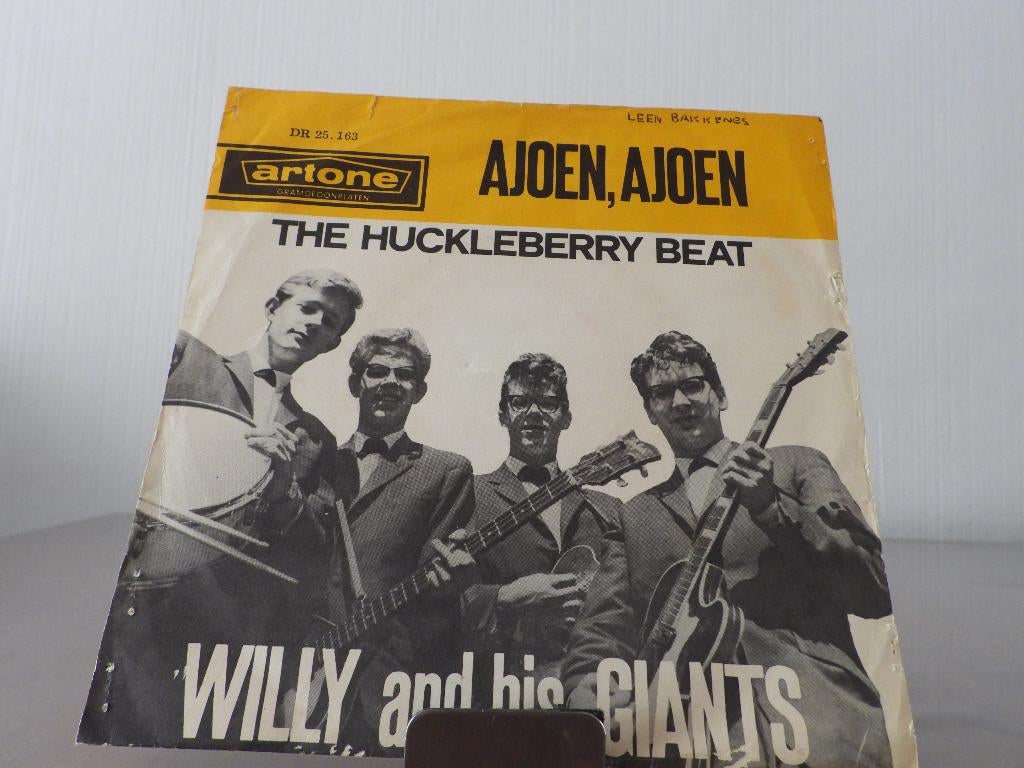 LEEN BAKKENES
DR 25.163
artone
GRAMOFOONPLATEN
AJOEN, AJOEN
THE HUCKLEBERRY BEAT
WILLY and his GIANTS